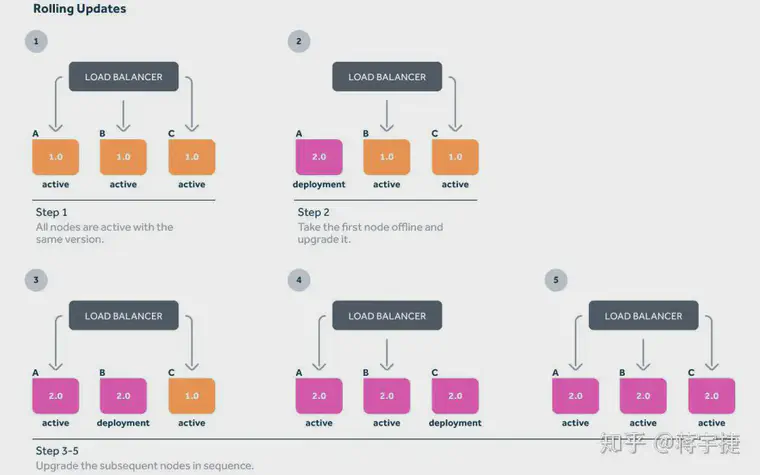 Rolling Updates
1
LOAD BALANCER
A
B
C
1.0
1.0
1.0
active
active
active
Step 1
All nodes are active with the
same version.
2
LOAD BALANCER
A
B
C
2.0
1.0
1.0
deployment
active
active
Step 2
Take the first node offline and
upgrade it.
3
LOAD BALANCER
A
B
C
2.0
2.0
1.0
active
deployment
active
4
LOAD BALANCER
A
B
C
2.0
2.0
2.0
active
active
deployment
5
LOAD BALANCER
A
B
C
2.0
2.0
2.0
active
active
active
Step 3-5
Upgrade the subsequent nodes in sequence.
知乎 @蒋宇捷